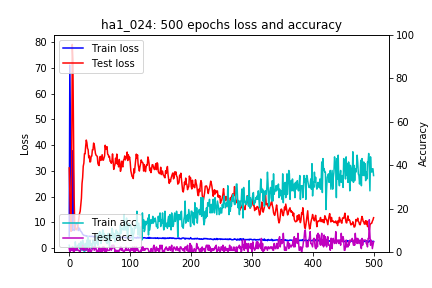 ha1_024: 500 epochs loss and accuracy
Train loss
Test loss
Train acc
Test acc
Loss
Accuracy
80
70
60
50
40
30
20
10
0
100
80
60
40
20
0
0 100 200 300 400 500